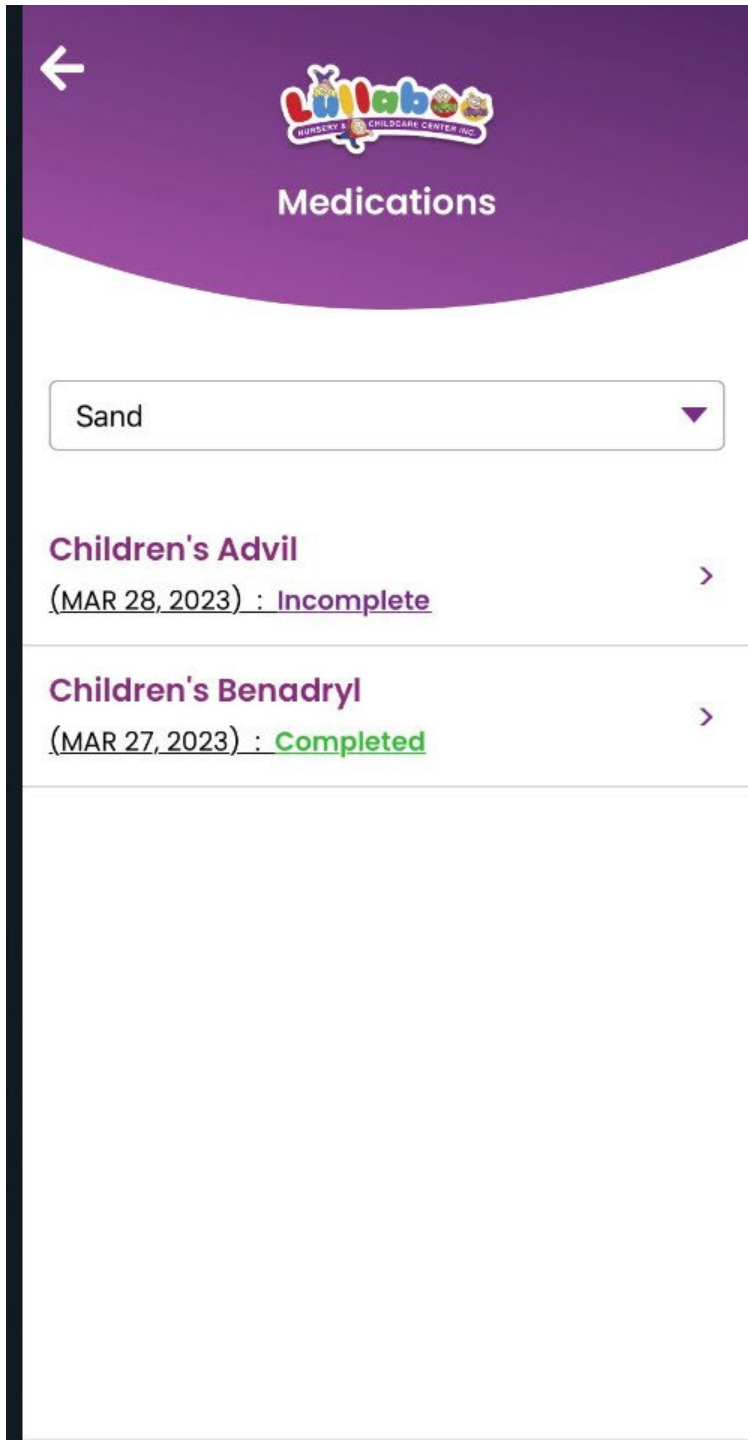 Lullaboo
NURSERY & CHILDCARE CENTER INC.
Medications
Sand
Children's Advil
(MAR 28, 2023) : Incomplete
Children's Benadryl
(MAR 27, 2023) : Completed